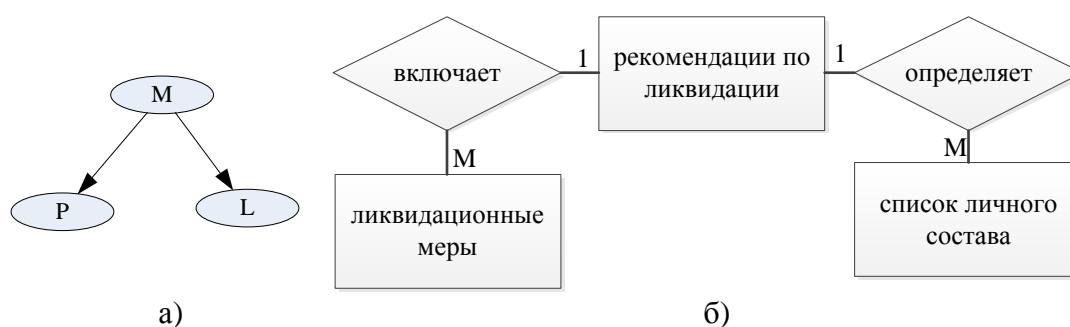 M
P
L
а)
включает
1
рекомендации по
ликвидации
1
определяет
М
ликвидационные
меры
М
список личного
состава
б)